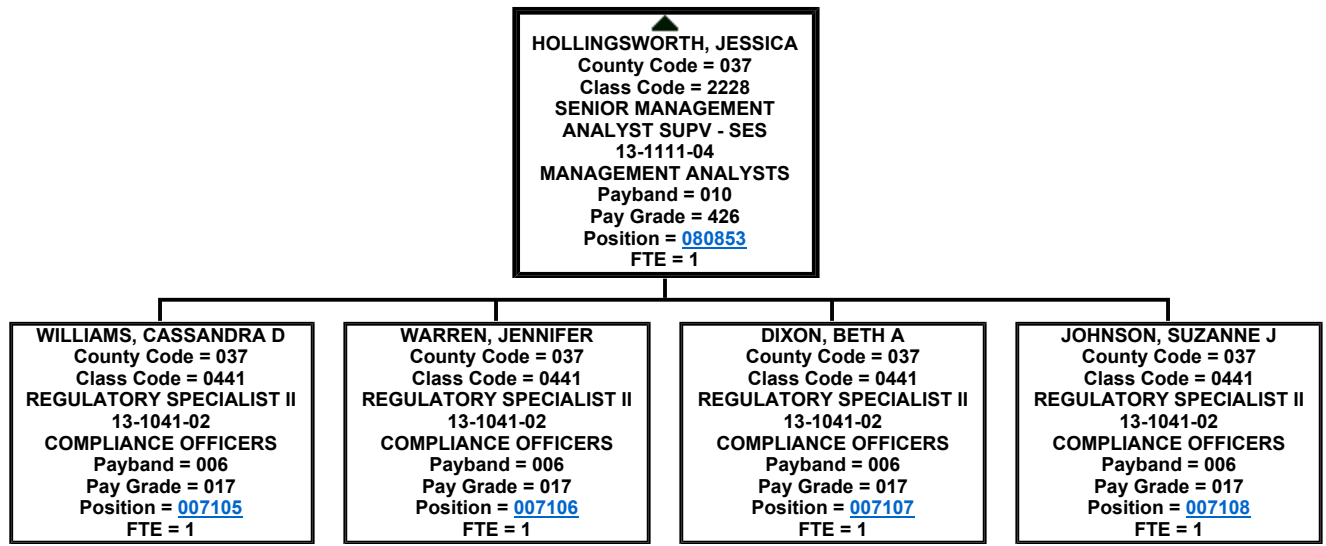 HOLLINGSWORTH, JESSICA
County Code = 037
Class Code = 2228
SENIOR MANAGEMENT
ANALYST SUPV - SES
13-1111-04
MANAGEMENT ANALYSTS
Payband = 010
Pay Grade = 426
Position = 080853
FTE = 1
WILLIAMS, CASSANDRA D
County Code = 037
Class Code = 0441
REGULATORY SPECIALIST II
13-1041-02
COMPLIANCE OFFICERS
Payband = 006
Pay Grade = 017
Position = 007105
FTE = 1
WARREN, JENNIFER
County Code = 037
Class Code = 0441
REGULATORY SPECIALIST II
13-1041-02
COMPLIANCE OFFICERS
Payband = 006
Pay Grade = 017
Position = 007106
FTE = 1
DIXON, BETH A
County Code = 037
Class Code = 0441
REGULATORY SPECIALIST II
13-1041-02
COMPLIANCE OFFICERS
Payband = 006
Pay Grade = 017
Position = 007107
FTE = 1
JOHNSON, SUZANNE J
County Code = 037
Class Code = 0441
REGULATORY SPECIALIST II
13-1041-02
COMPLIANCE OFFICERS
Payband = 006
Pay Grade = 017
Position = 007108
FTE = 1